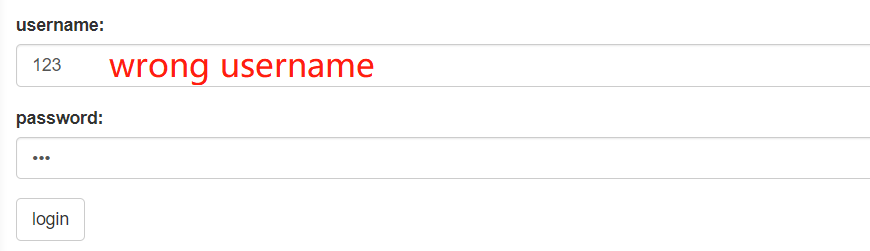 username:
123 wrong username
password:
•••
login